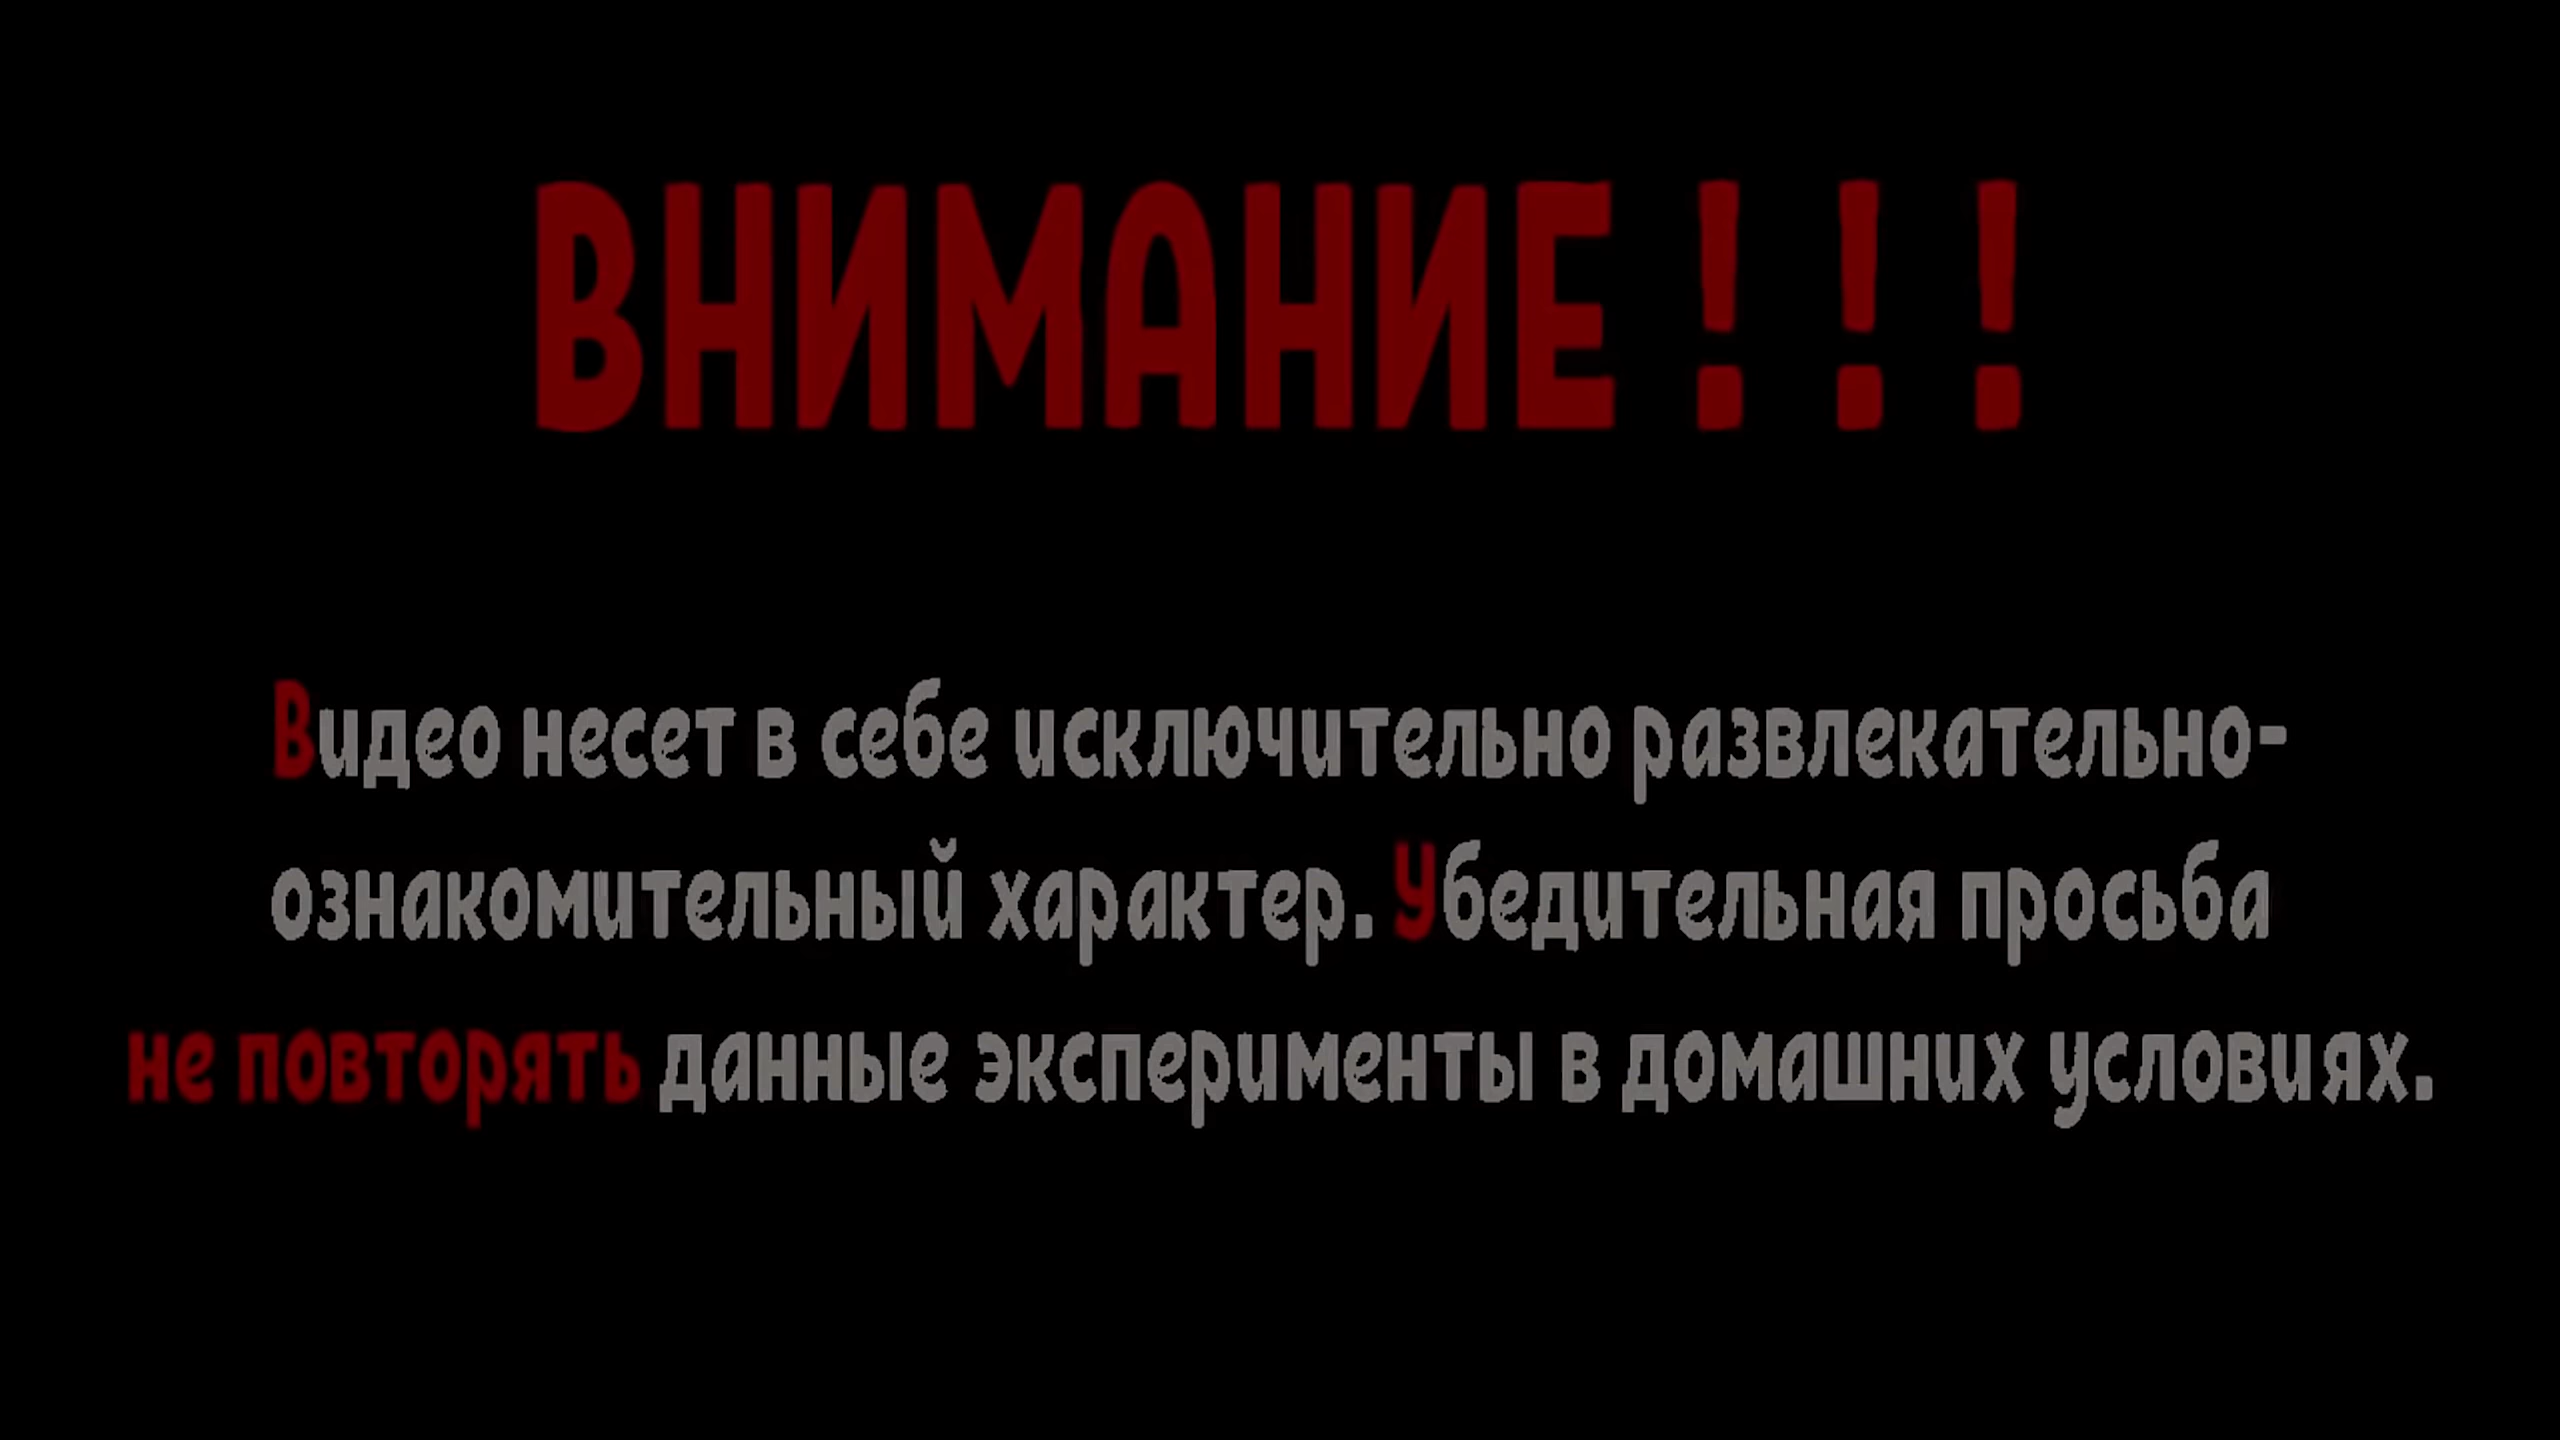 ВНИМАНИЕ!!!
Видео несет в себе исключительно развлекательно-
ознакомительный характер. Убедительная просьба
не повторять данные эксперименты в домашних условиях.